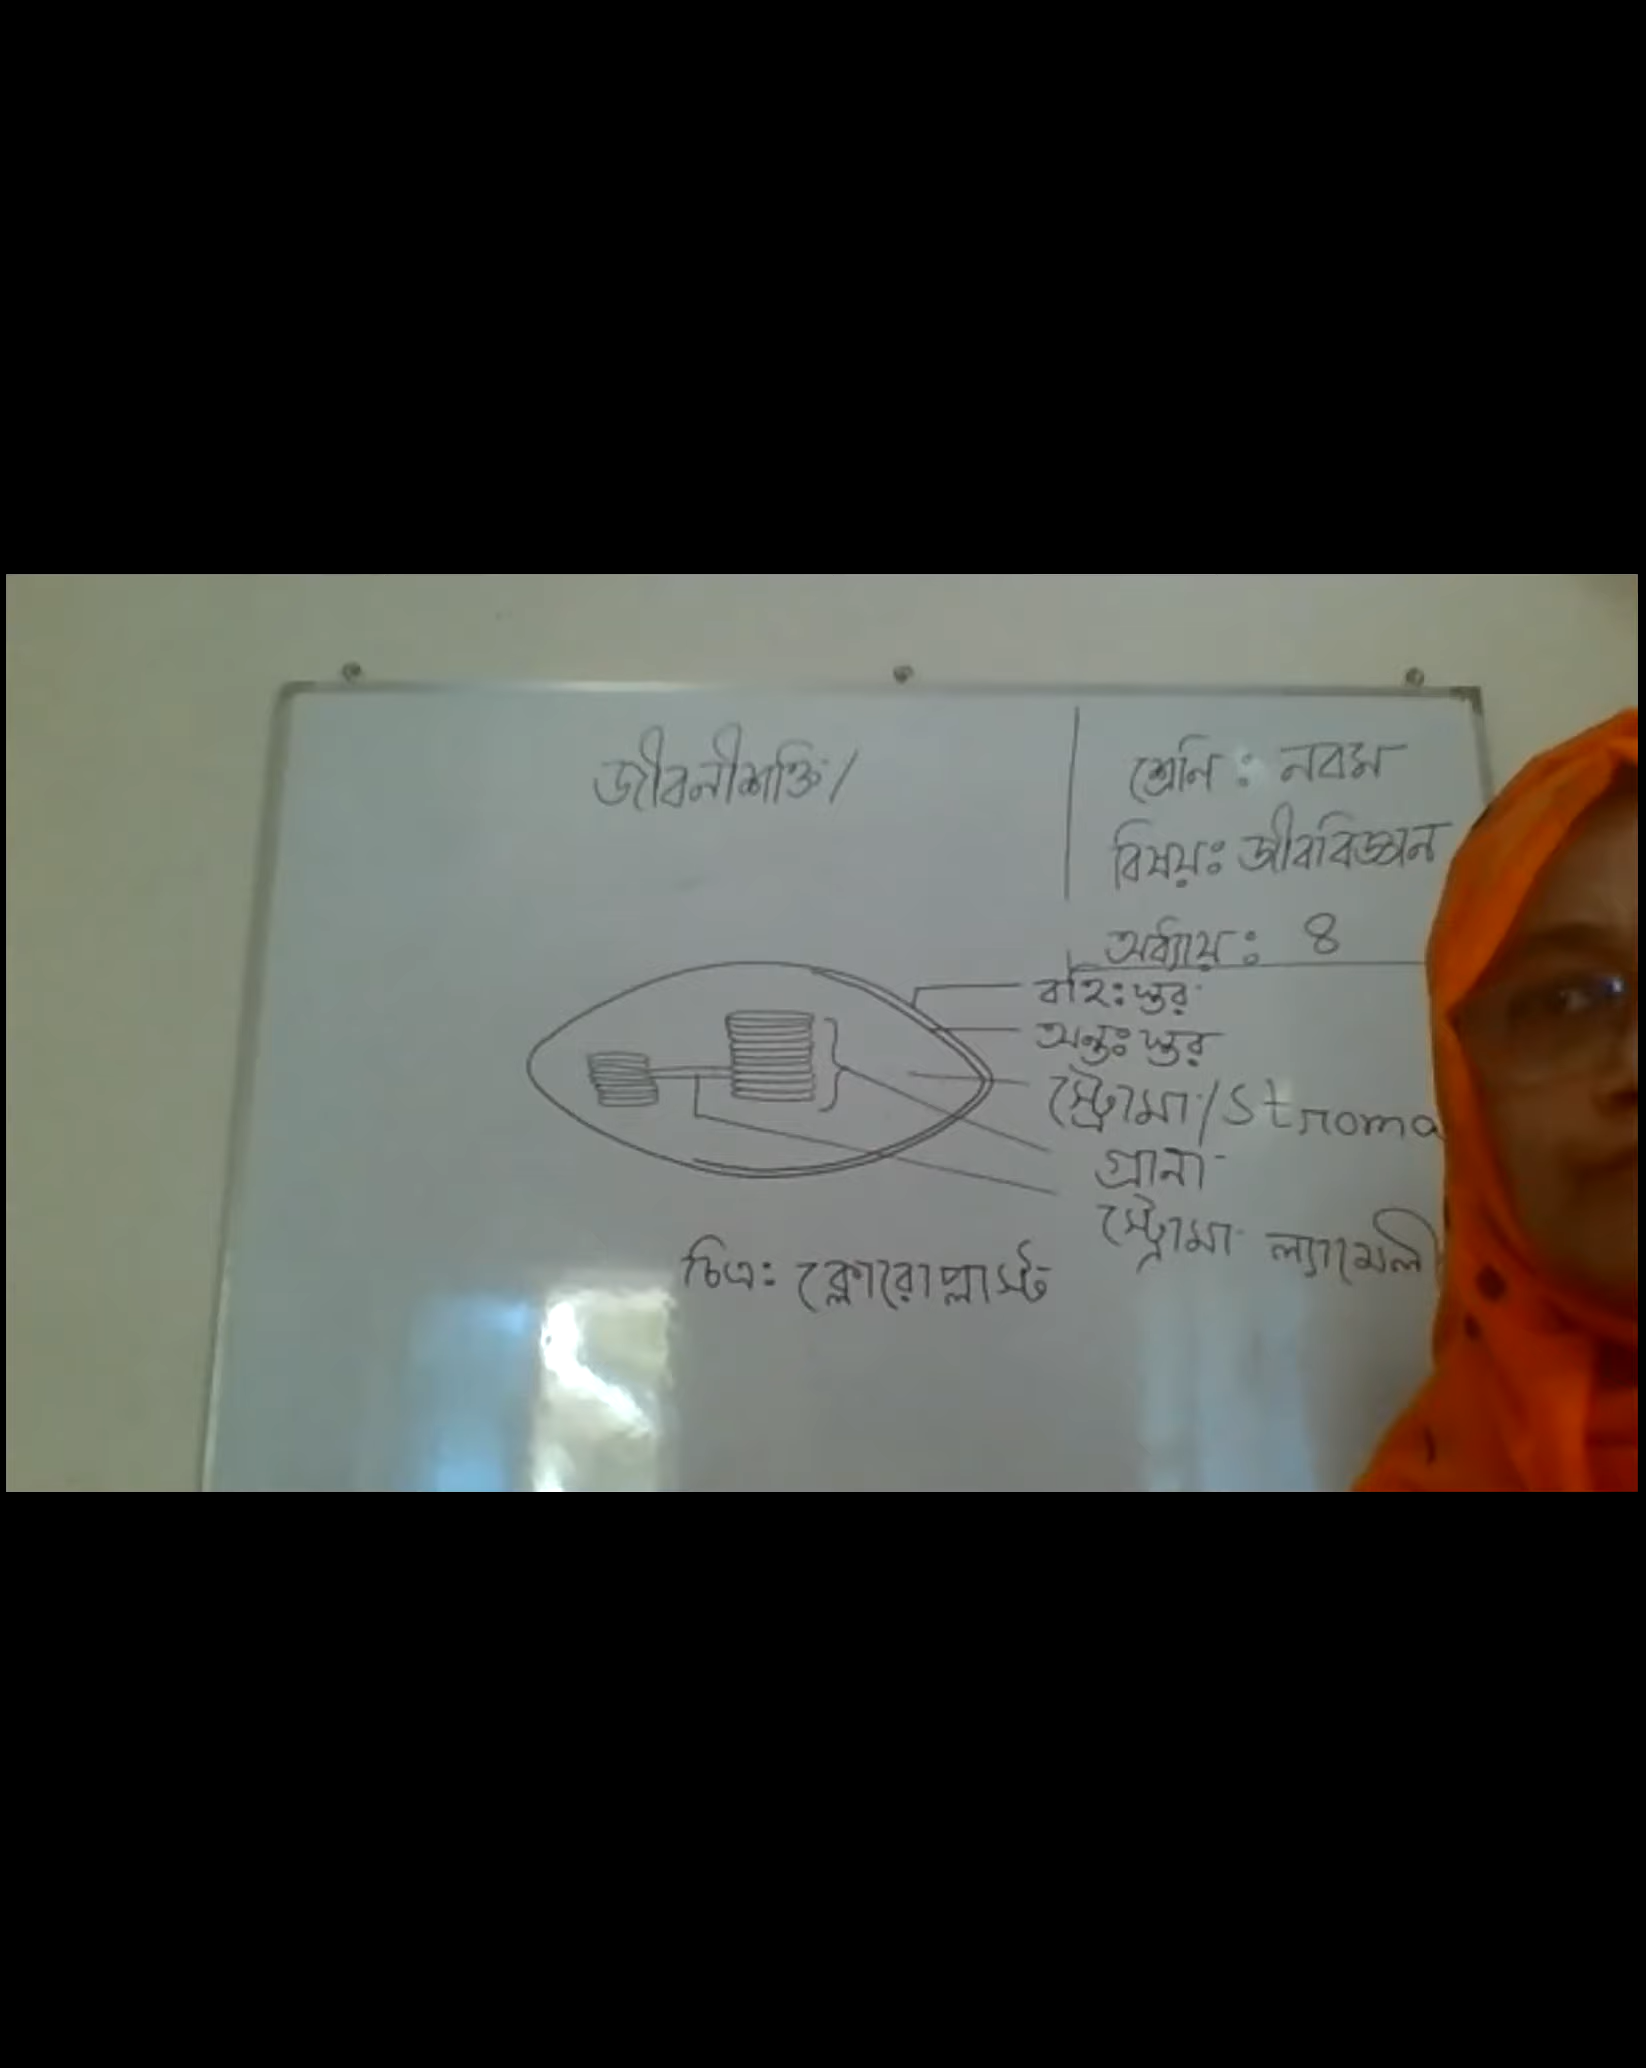 জীবনীশক্তি /
শ্রেনি : নবম
বিষয়ঃ জীববিজ্ঞান
অধ্যায় : ৪
বহিঃস্তর
অন্তঃস্তর
স্ট্রোমা / Stroma
গ্রানা
স্ট্রোমা ল্যামেলী
চিত্র: ক্লোরোপ্লাস্ট